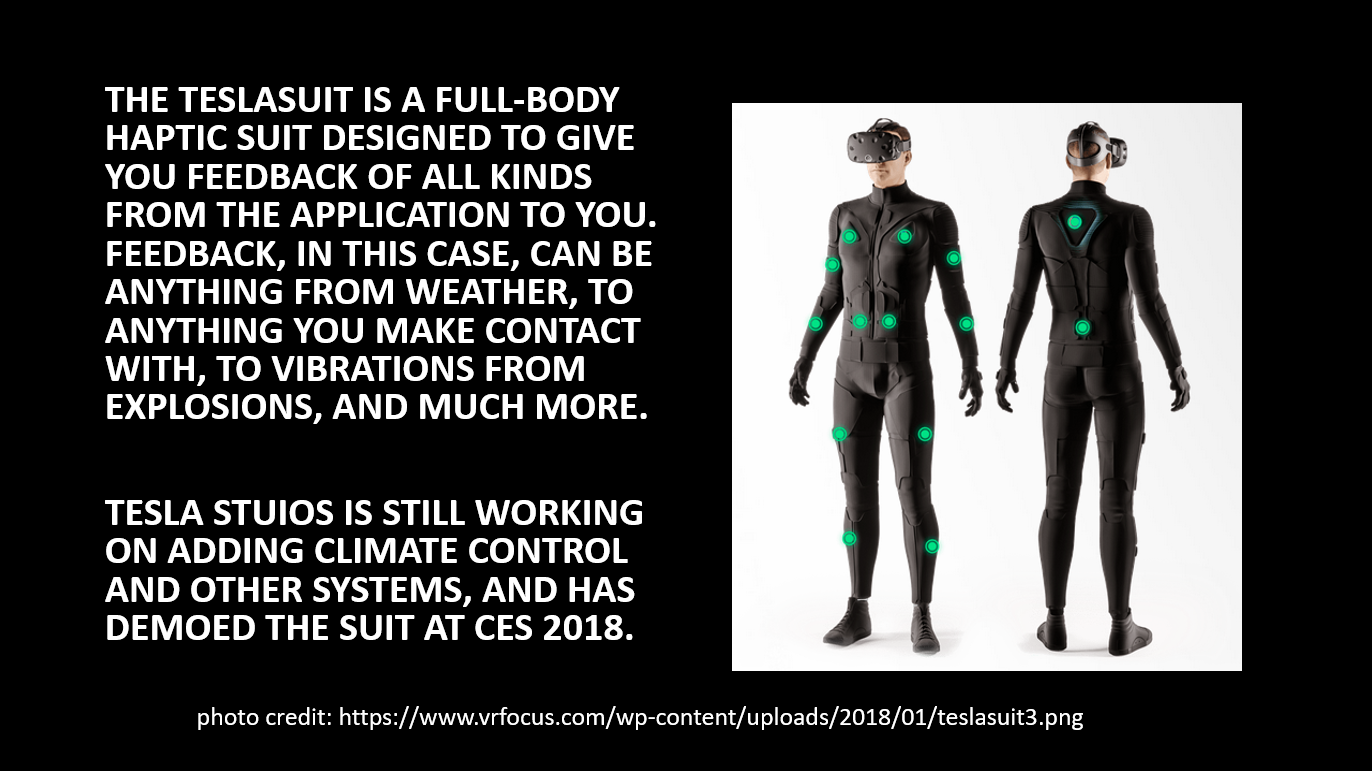 THE TESLASUIT IS A FULL-BODY
HAPTIC SUIT DESIGNED TO GIVE
YOU FEEDBACK OF ALL KINDS
FROM THE APPLICATION TO YOU.
FEEDBACK, IN THIS CASE, CAN BE
ANYTHING FROM WEATHER, TO
ANYTHING YOU MAKE CONTACT
WITH, TO VIBRATIONS FROM
EXPLOSIONS, AND MUCH MORE.
TESLA STUIOS IS STILL WORKING
ON ADDING CLIMATE CONTROL
AND OTHER SYSTEMS, AND HAS
DEMOED THE SUIT AT CES 2018.
photo credit: https://www.vrfocus.com/wp-content/uploads/2018/01/teslasuit3.png